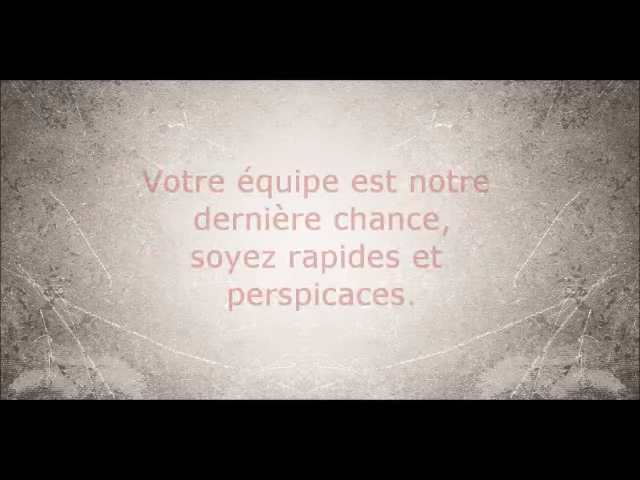 Votre équipe est notre
dernière chance,
soyez rapides et
perspicaces.